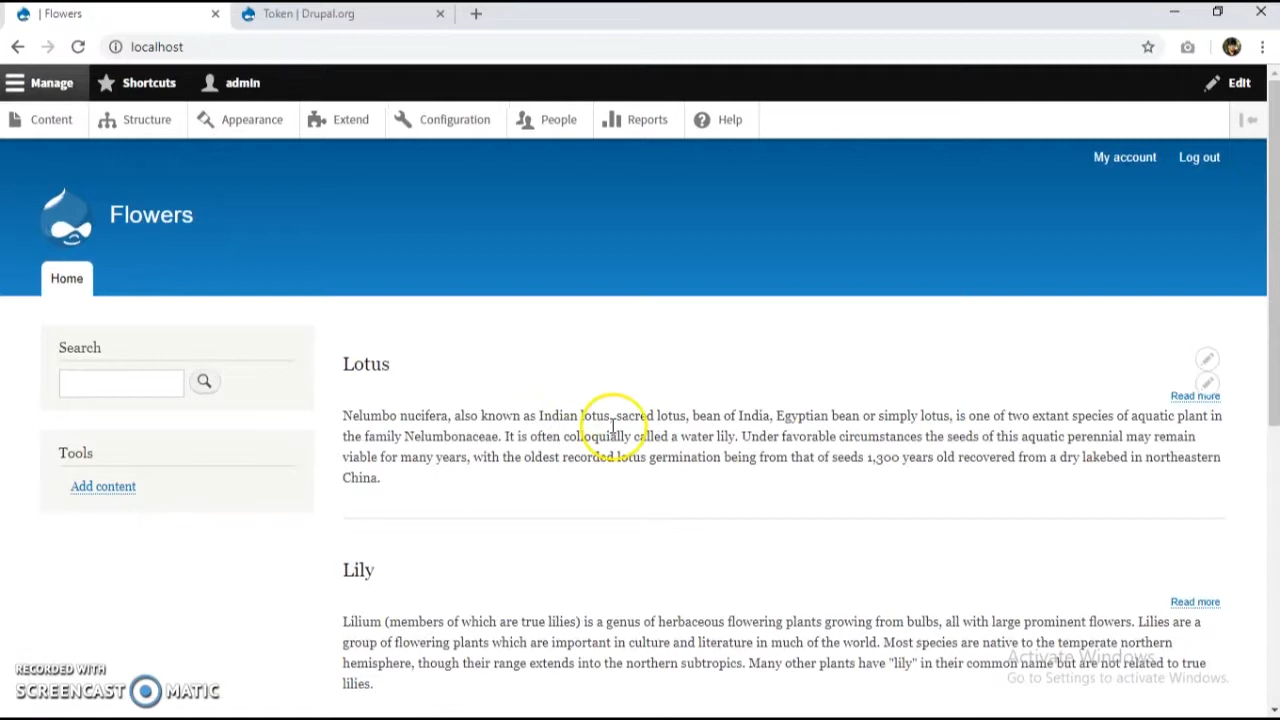 | Flowers
Token | Drupal.org
localhost
Manage Shortcuts admin Edit
Content Structure Appearance Extend Configuration People Reports Help
My account Log out
Flowers
Home
Search
Tools
Add content
Lotus
Read more
Nelumbo nucifera, also known as Indian lotus, sacred lotus, bean of India, Egyptian bean or simply lotus, is one of two extant species of aquatic plant in
the family Nelumbonaceae. It is often colloquially called a water lily. Under favorable circumstances the seeds of this aquatic perennial may remain
viable for many years, with the oldest recorded lotus germination being from that of seeds 1,300 years old recovered from a dry lakebed in northeastern
China.
Lily
Read more
Lilium (members of which are true lilies) is a genus of herbaceous flowering plants growing from bulbs, all with large prominent flowers. Lilies are a
group of flowering plants which are important in culture and literature in much of the world. Most species are native to the temperate northern
hemisphere, though their range extends into the northern subtropics. Many other plants have "lily" in their common name but are not related to true
lilies.
Activate Windows
Go to Settings to activate Windows.
RECORDED WITH
SCREENCAST MATIC